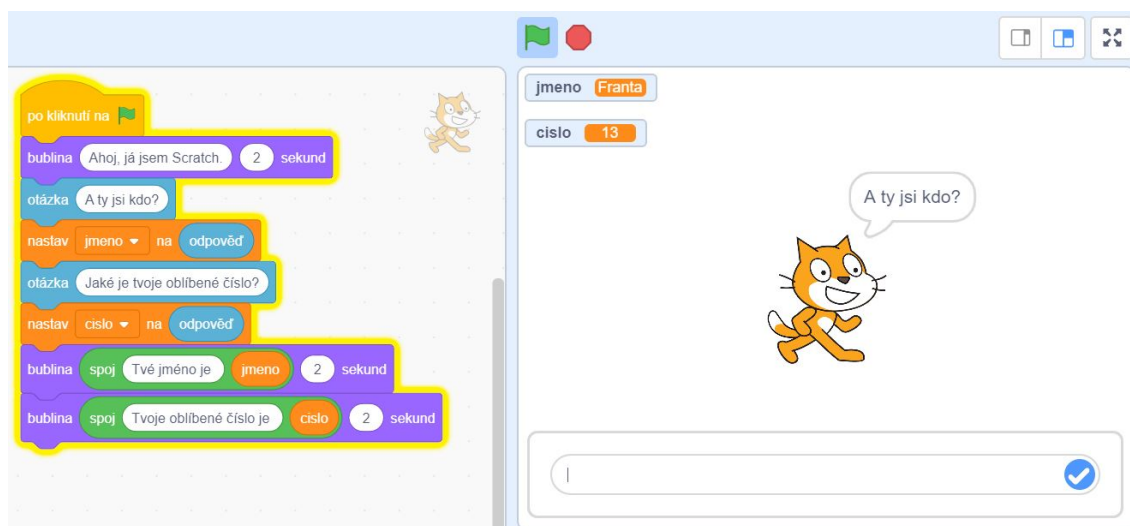 po kliknutí na
bublina Ahoj, já jsem Scratch. 2 sekund
otázka A ty jsi kdo?
nastav jmeno na odpověď
otázka Jaké je tvoje oblíbené číslo?
nastav cislo na odpověď
bublina spoj Tvé jméno je jmeno 2 sekund
bublina spoj Tvoje oblíbené číslo je cislo 2 sekund
jmeno Franta
cislo 13
A ty jsi kdo?